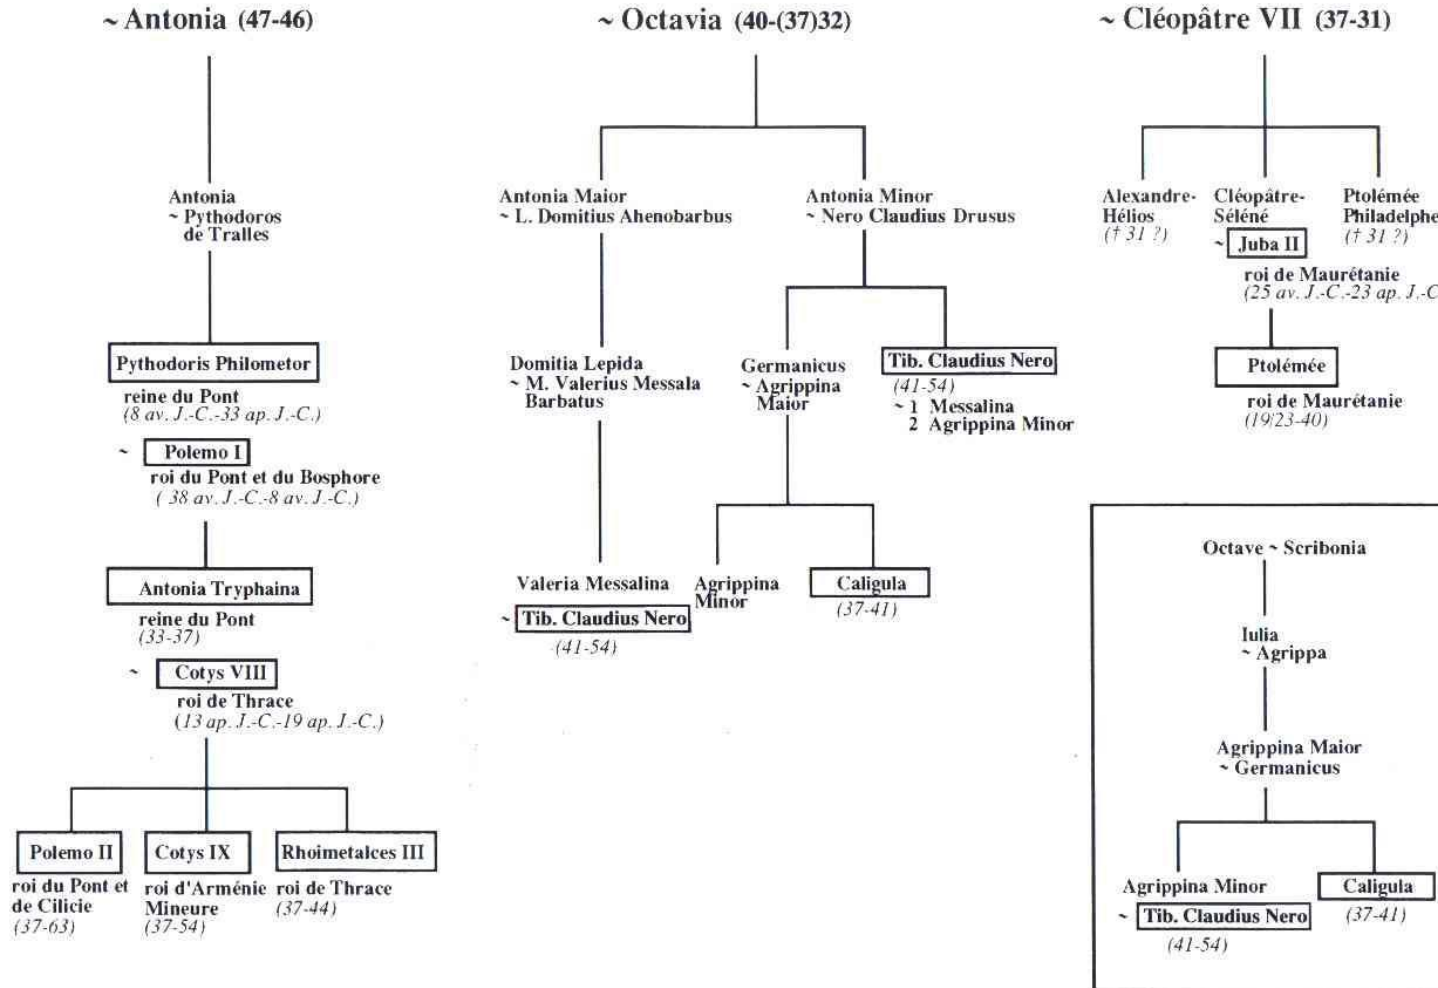 ~ Antonia (47-46)
Antonia
~ Pythodoros
de Tralles
Pythodoris Philometor
reine du Pont
(8 av. J.-C.-33 ap. J.-C.)
~ Polemo I
roi du Pont et du Bosphore
( 38 av. J.-C.-8 av. J.-C.)
Antonia Tryphaina
reine du Pont
(33-37)
~ Cotys VIII
roi de Thrace
(13 ap. J.-C.-19 ap. J.-C.)
Polemo II
roi du Pont et
de Cilicie
(37-63)
Cotys IX
roi d'Arménie
Mineure
(37-54)
Rhoimetalces III
roi de Thrace
(37-44)
~ Octavia (40-(37)32)
Antonia Maior
~ L. Domitius Ahenobarbus
Domitia Lepida
~ M. Valerius Messala
Barbatus
Valeria Messalina
~ Tib. Claudius Nero
(41-54)
Antonia Minor
~ Nero Claudius Drusus
Germanicus
~ Agrippina
Maior
Tib. Claudius Nero
(41-54)
~ 1 Messalina
2 Agrippina Minor
Agrippina
Minor
Caligula
(37-41)
~ Cléopâtre VII (37-31)
Alexandre-
Hélios
(† 31 ?)
Cléopâtre-
Séléné
~ Juba II
roi de Maurétanie
(25 av. J.-C.-23 ap. J.-C
Ptolémée
Philadelphe
(† 31 ?)
Ptolémée
roi de Maurétanie
(19/23-40)
Octave ~ Scribonia
Iulia
~ Agrippa
Agrippina Maior
~ Germanicus
Agrippina Minor
~ Tib. Claudius Nero
(41-54)
Caligula
(37-41)